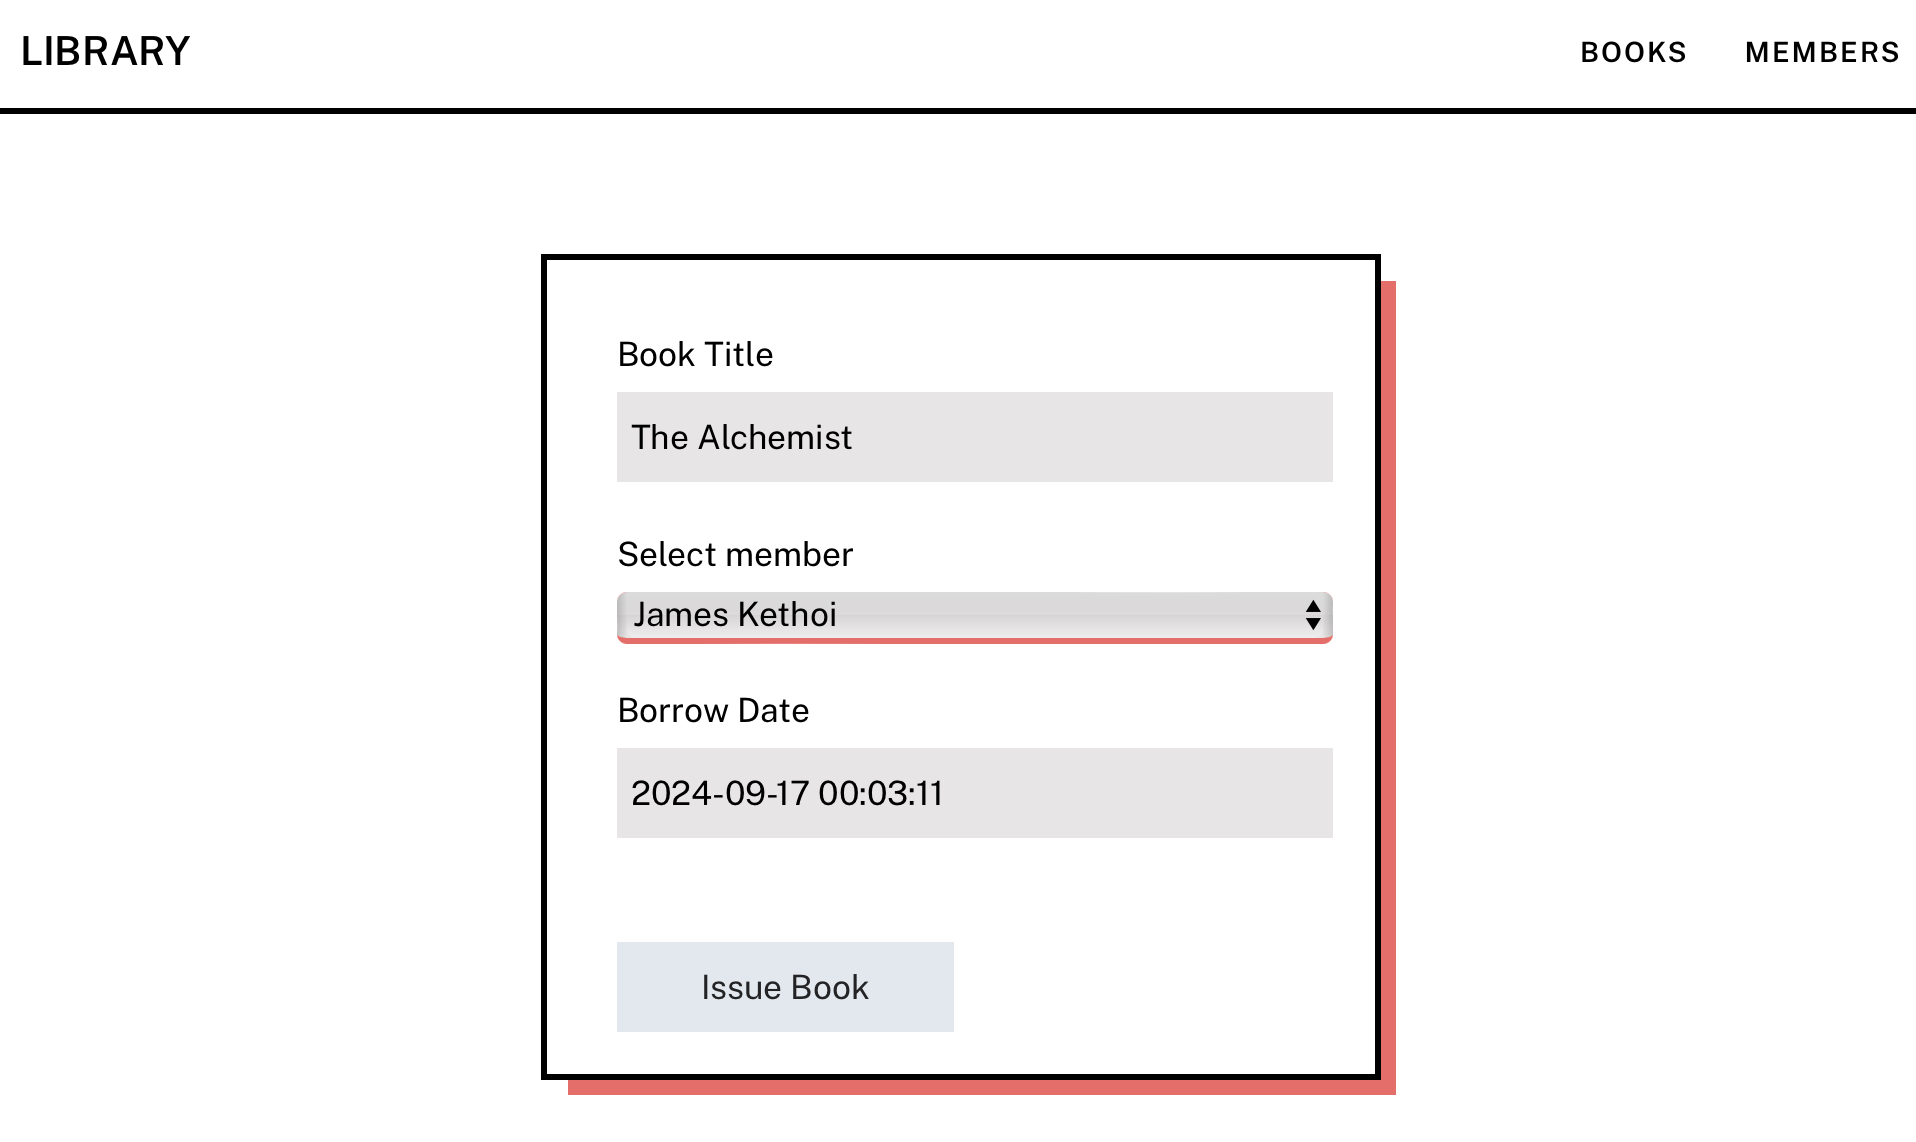 LIBRARY
BOOKS MEMBERS
Book Title
The Alchemist
Select member
James Kethoi
Borrow Date
2024-09-17 00:03:11
Issue Book